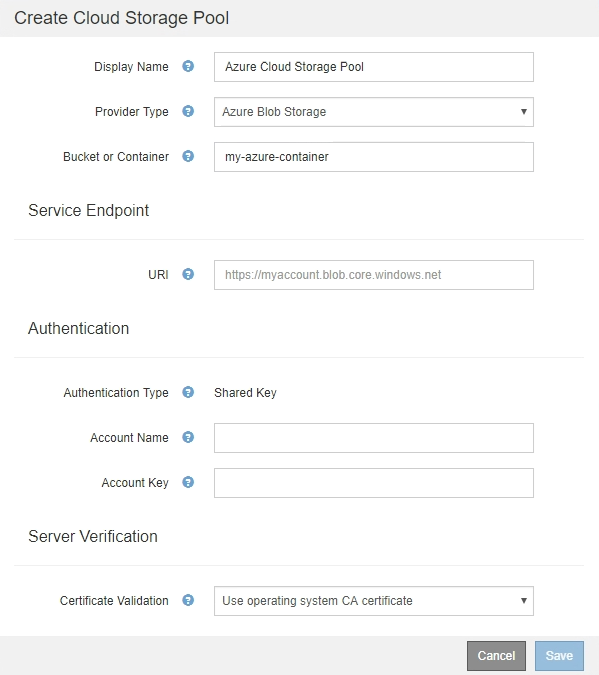 Create Cloud Storage Pool
Display Name Azure Cloud Storage Pool
Provider Type Azure Blob Storage
Bucket or Container my-azure-container
Service Endpoint
URI https://myaccount.blob.core.windows.net
Authentication
Authentication Type Shared Key
Account Name
Account Key
Server Verification
Certificate Validation Use operating system CA certificate
Cancel Save